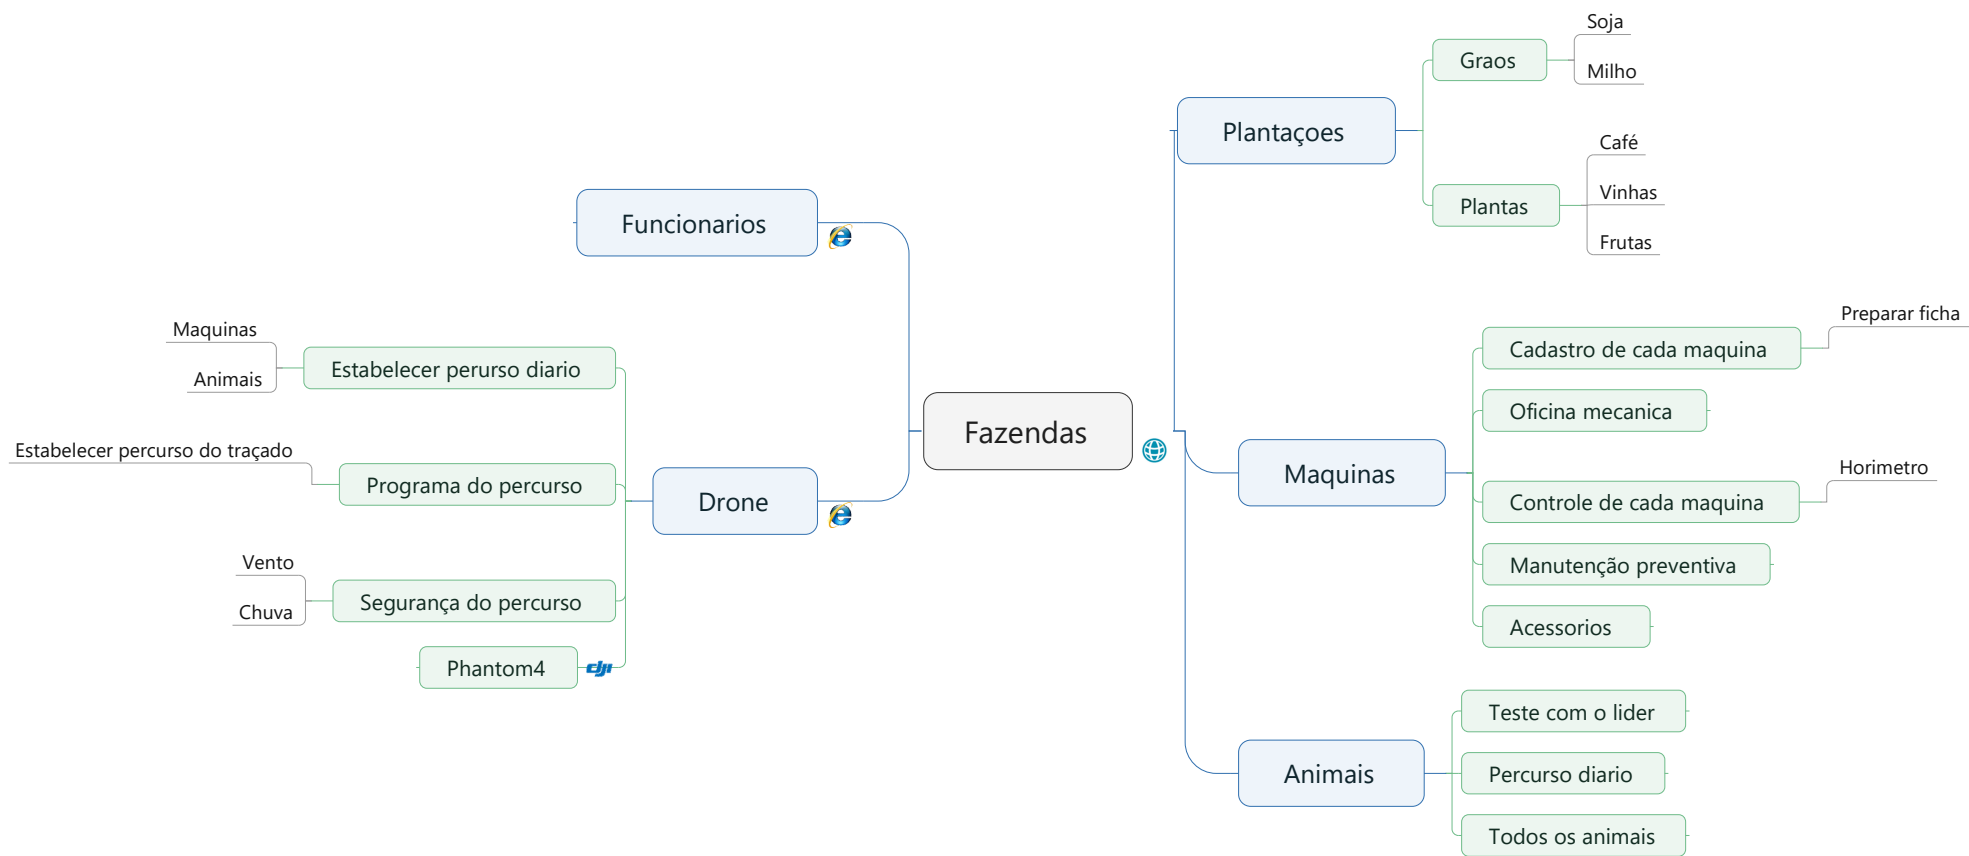 Fazendas
Funcionarios
Drone
Estabelecer perurso diario
Maquinas
Animais
Programa do percurso
Estabelecer percurso do traçado
Segurança do percurso
Vento
Chuva
Phantom4
dji
Plantaçoes
Graos
Soja
Milho
Plantas
Café
Vinhas
Frutas
Maquinas
Cadastro de cada maquina
Preparar ficha
Oficina mecanica
Controle de cada maquina
Horimetro
Manutenção preventiva
Acessorios
Animais
Teste com o lider
Percurso diario
Todos os animais